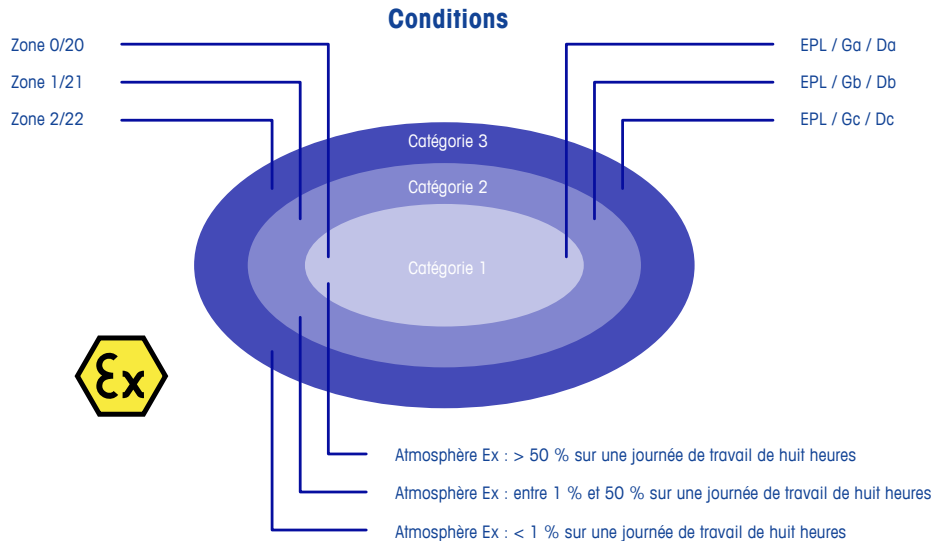 Conditions
Zone 0/20
EPL / Ga / Da
Zone 1/21
EPL / Gb / Db
Zone 2/22
EPL / Gc / Dc
Catégorie 3
Catégorie 2
Catégorie 1
Ex
Atmosphère Ex : > 50 % sur une journée de travail de huit heures
Atmosphère Ex : entre 1 % et 50 % sur une journée de travail de huit heures
Atmosphère Ex : < 1 % sur une journée de travail de huit heures